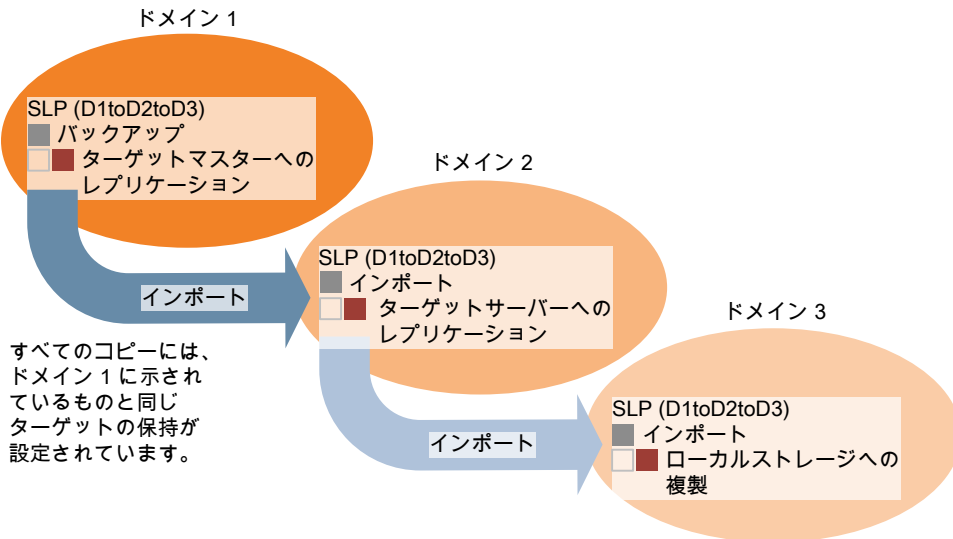 ドメイン 1
SLP (D1toD2toD3)
バックアップ
ターゲットマスターへの
レプリケーション
インポート
ドメイン 2
SLP (D1toD2toD3)
インポート
ターゲットサーバーへの
レプリケーション
すべてのコピーには、
ドメイン 1 に示され
ているものと同じ
ターゲットの保持が
設定されています。
インポート
ドメイン 3
SLP (D1toD2toD3)
インポート
ローカルストレージへの
複製